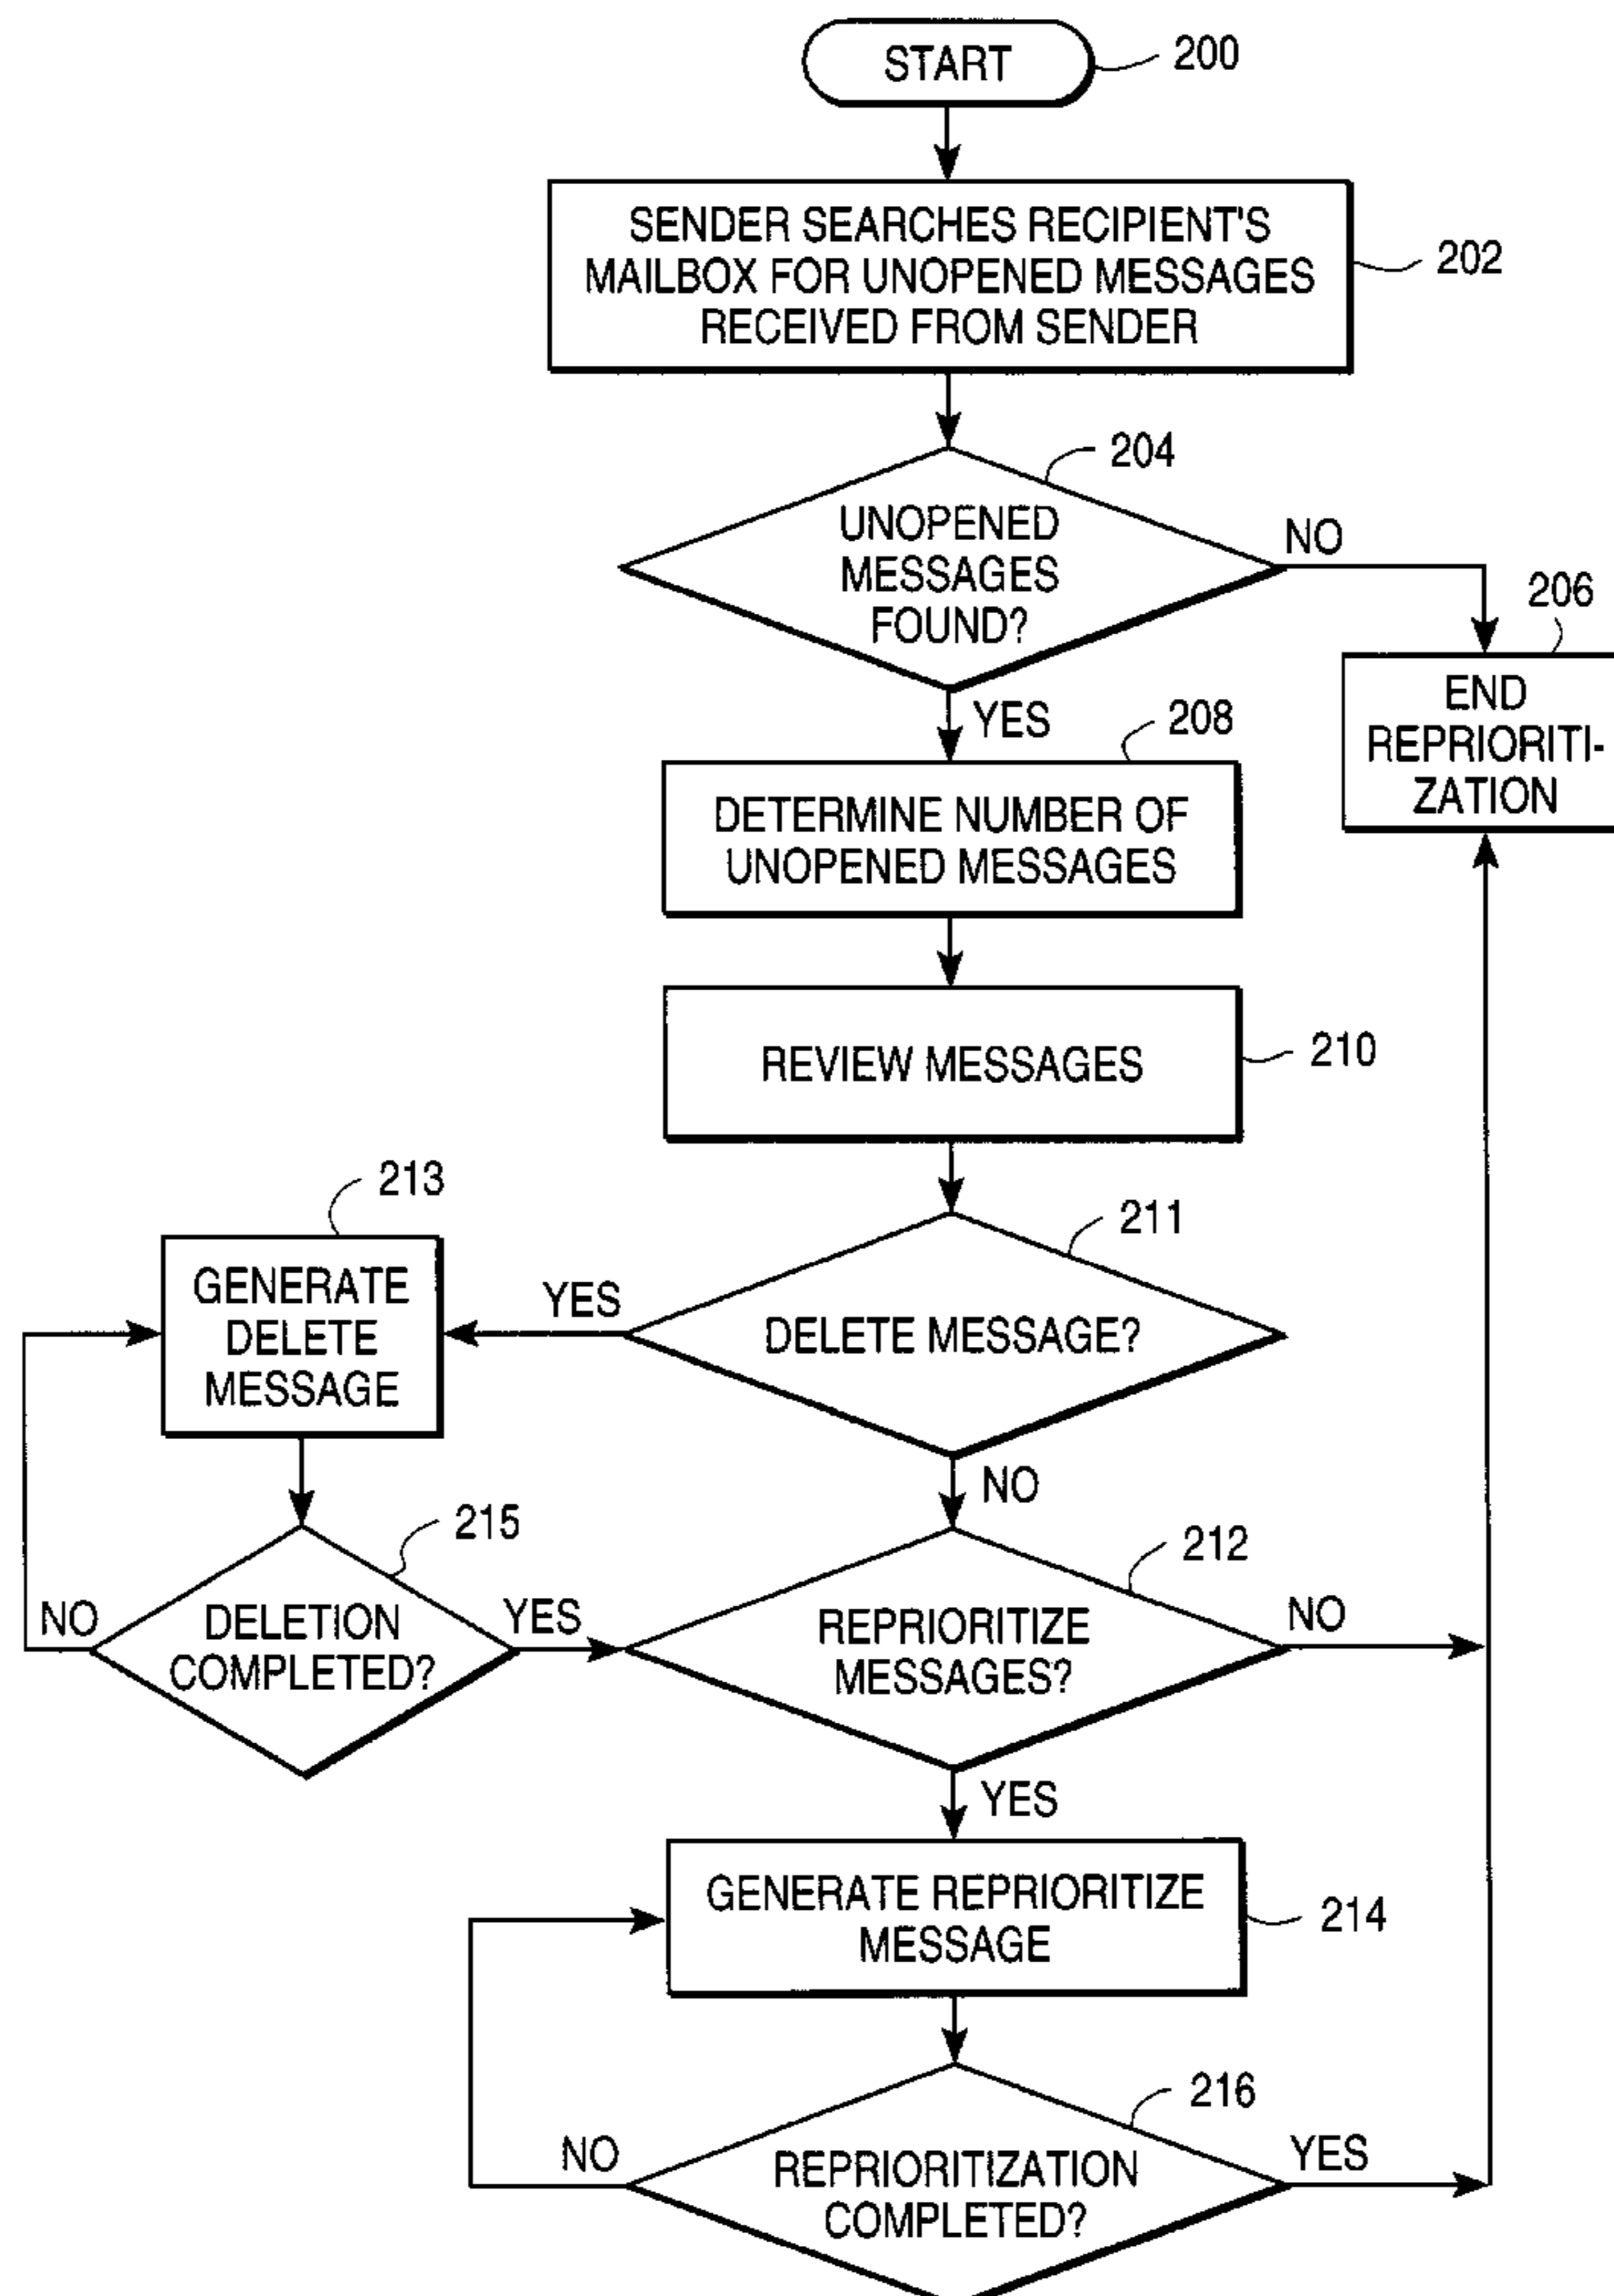 START
200
SENDER SEARCHES RECIPIENT'S
MAILBOX FOR UNOPENED MESSAGES
RECEIVED FROM SENDER
202
204
UNOPENED
MESSAGES
FOUND?
NO
206
END
REPRIORITI-
ZATION
YES
208
DETERMINE NUMBER OF
UNOPENED MESSAGES
REVIEW MESSAGES
210
213
211
GENERATE
DELETE
MESSAGE
YES
DELETE MESSAGE?
NO
215
212
NO
DELETION
COMPLETED?
YES
REPRIORITIZE
MESSAGES?
NO
YES
GENERATE REPRIORITIZE
MESSAGE
214
216
NO
REPRIORITIZATION
COMPLETED?
YES